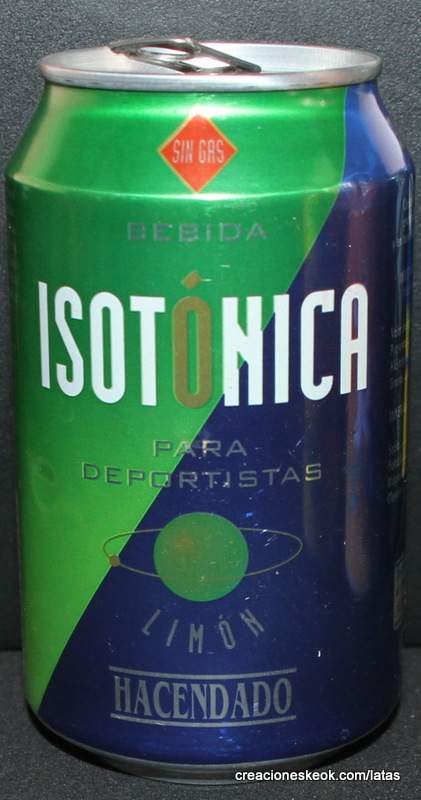 SIN GAS
BEBIDA
ISOTÓNICA
PARA
DEPORTISTAS
LIMÓN
HACENDADO
creacioneskeok.com/latas